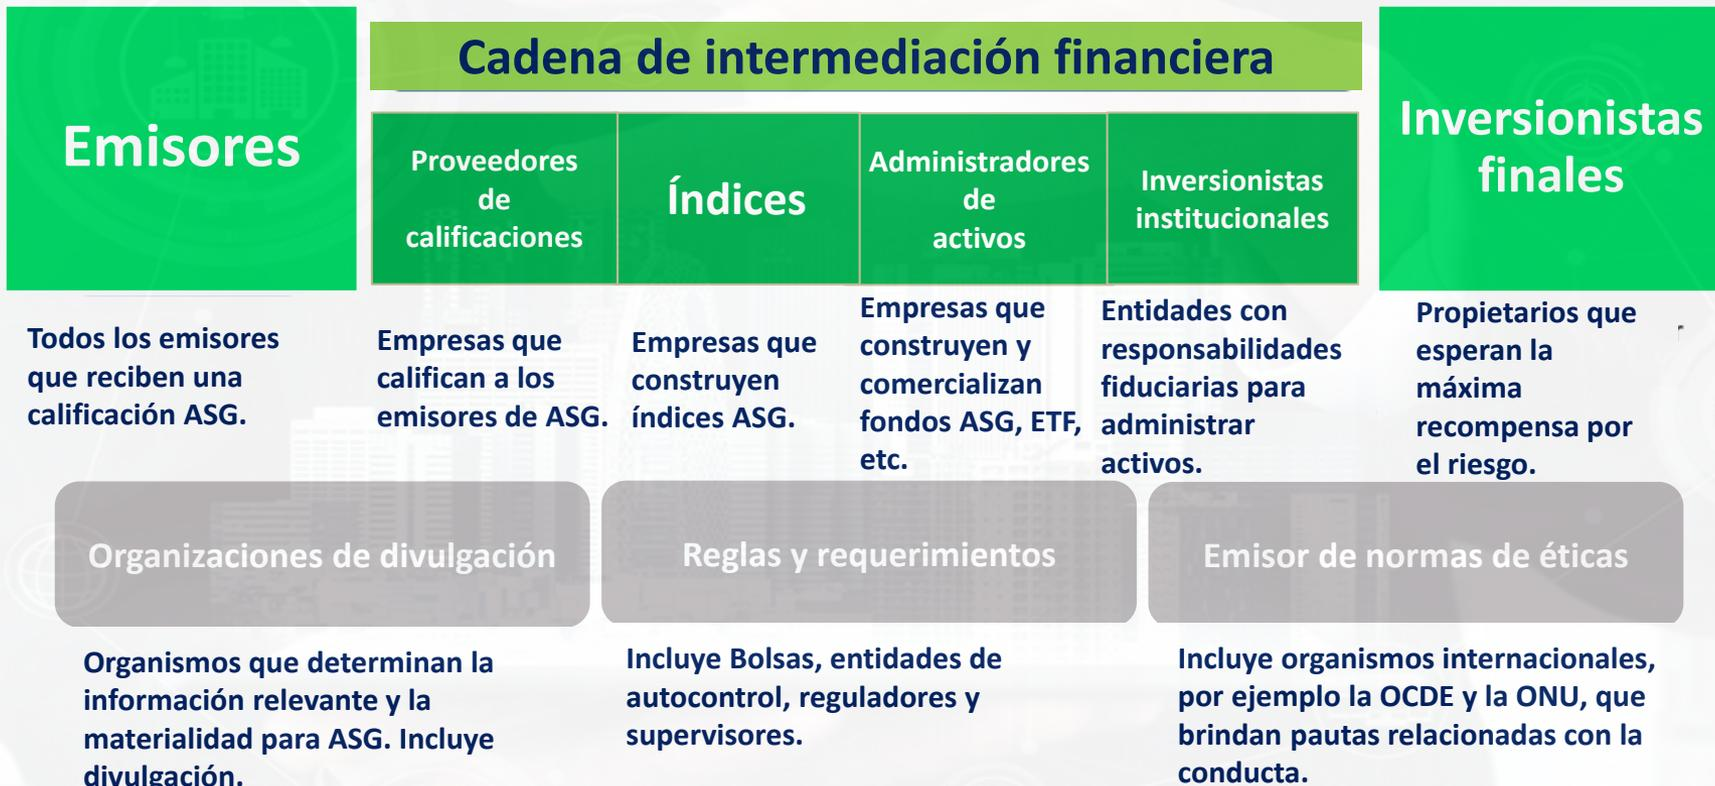 Emisores
Cadena de intermediación financiera
Inversionistas
finales
Proveedores
de
calificaciones
Índices
Administradores
de
activos
Inversionistas
institucionales
Todos los emisores
que reciben una
calificación ASG.
Empresas que
califican a los
emisores de ASG.
Empresas que
construyen
índices ASG.
Empresas que
construyen y
comercializan
fondos ASG, ETF,
etc.
Entidades con
responsabilidades
fiduciarias para
administrar
activos.
Propietarios que
esperan la
máxima
recompensa por
el riesgo.
Organizaciones de divulgación
Reglas y requerimientos
Emisor de normas de éticas
Organismos que determinan la
información relevante y la
materialidad para ASG. Incluye
divulgación.
Incluye Bolsas, entidades de
autocontrol, reguladores y
supervisores.
Incluye organismos internacionales,
por ejemplo la OCDE y la ONU, que
brindan pautas relacionadas con la
conducta.